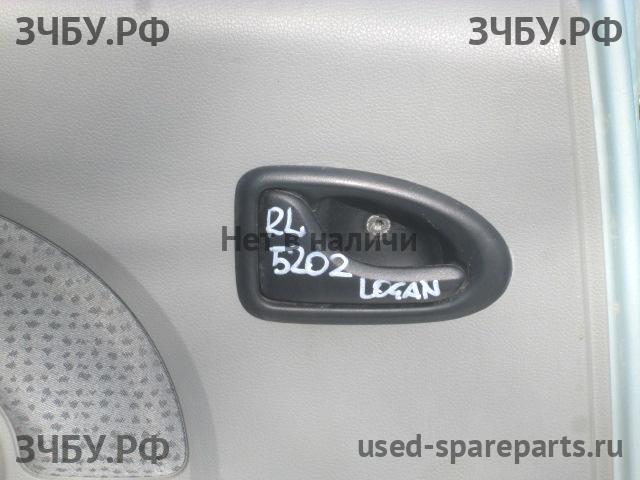 ЗЧБУ.РФ ЗЧБУ.РФ
RL
Нет в наличи
5202
LOGAN
ЗЧБУ.РФ used-spareparts.ru